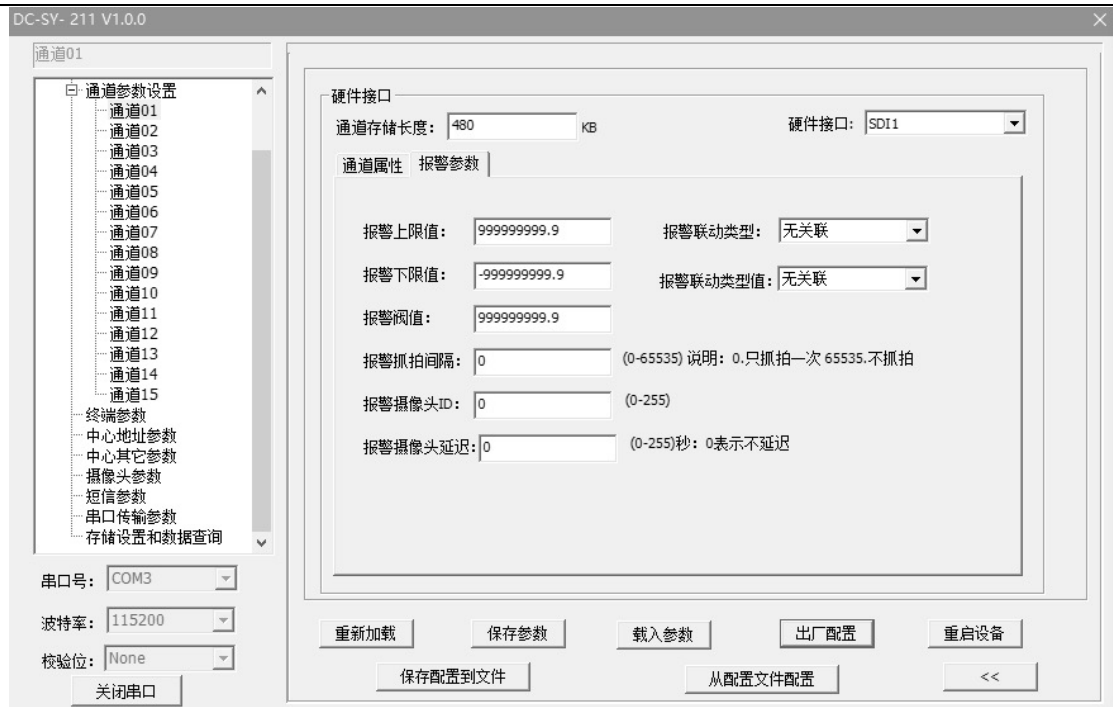 DC-SY- 211 V1.0.0
通道01
通道参数设置
通道01
通道02
通道03
通道04
通道05
通道06
通道07
通道08
通道09
通道10
通道11
通道12
通道13
通道14
通道15
终端参数
中心地址参数
中心其它参数
摄像头参数
短信参数
串口传输参数
存储设置和数据查询
串口号： COM3
波特率： 115200
校验位： None
关闭串口
硬件接口
通道存储长度： 480 KB 硬件接口: SDI1
通道属性 报警参数
报警上限值： 999999999.9 报警联动类型： 无关联
报警下限值： -999999999.9 报警联动类型值: 无关联
报警阀值： 999999999.9
报警抓拍间隔： 0 (0-65535) 说明：0.只抓拍一次 65535.不抓拍
报警摄像头ID： 0 (0-255)
报警摄像头延迟: 0 (0-255)秒：0表示不延迟
重新加载 保存参数 载入参数 出厂配置 重启设备
保存配置到文件 从配置文件配置 <<